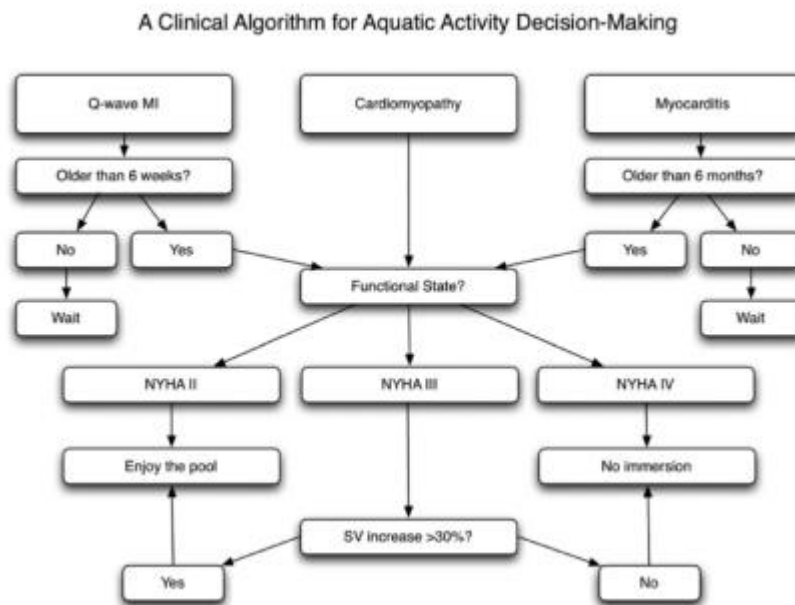 A Clinical Algorithm for Aquatic Activity Decision-Making
Q-wave MI
Cardiomyopathy
Myocarditis
Older than 6 weeks?
Older than 6 months?
No
Yes
Yes
No
Functional State?
Wait
Wait
NYHA II
NYHA III
NYHA IV
Enjoy the pool
No immersion
SV increase >30%?
Yes
No